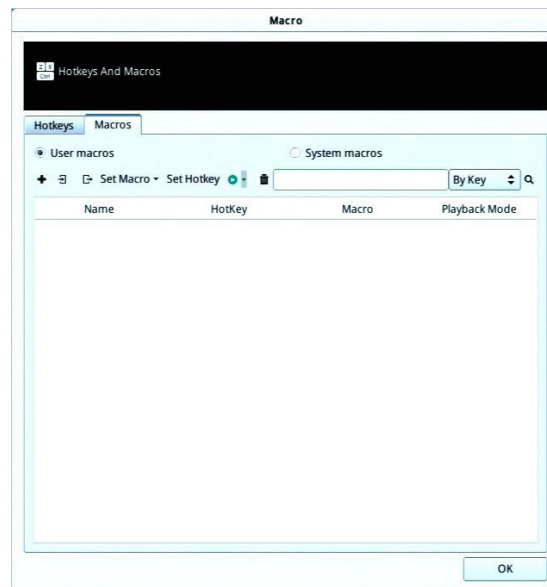 Macro
Z X
Ctrl
Hotkeys And Macros
Hotkeys Macros
User macros System macros
Set Macro Set Hotkey By Key
Name HotKey Macro Playback Mode
OK